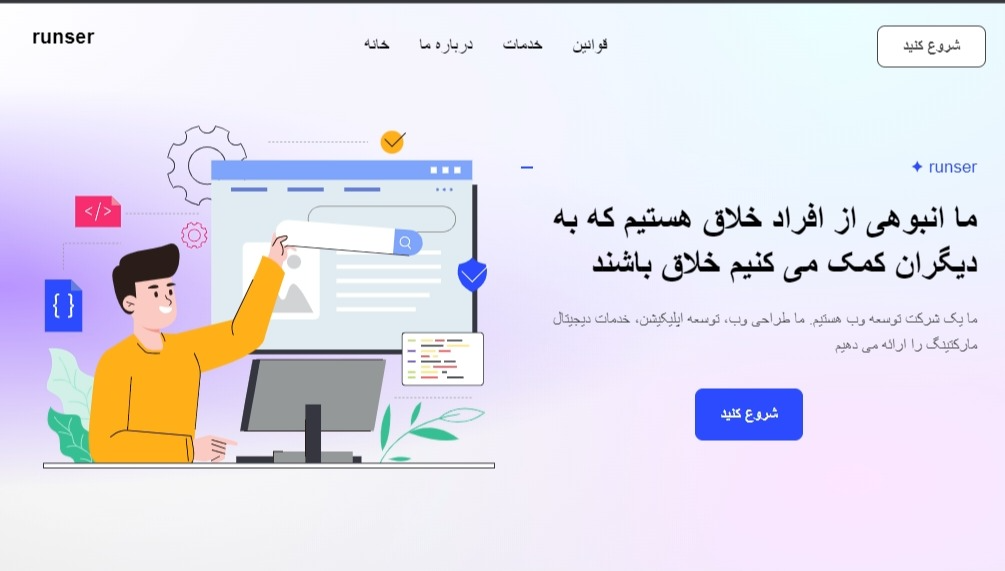 runser
خانه
درباره ما
خدمات
قوانین
شروع کنید
runser ✦
ما انبوهی از افراد خلاق هستیم که به
دیگران کمک می کنیم خلاق باشند
ما یک شرکت توسعه وب هستیم. ما طراحی وب، توسعه اپلیکیشن، خدمات دیجیتال
مارکتینگ را ارائه می دهیم
شروع کنید
</>
{ }